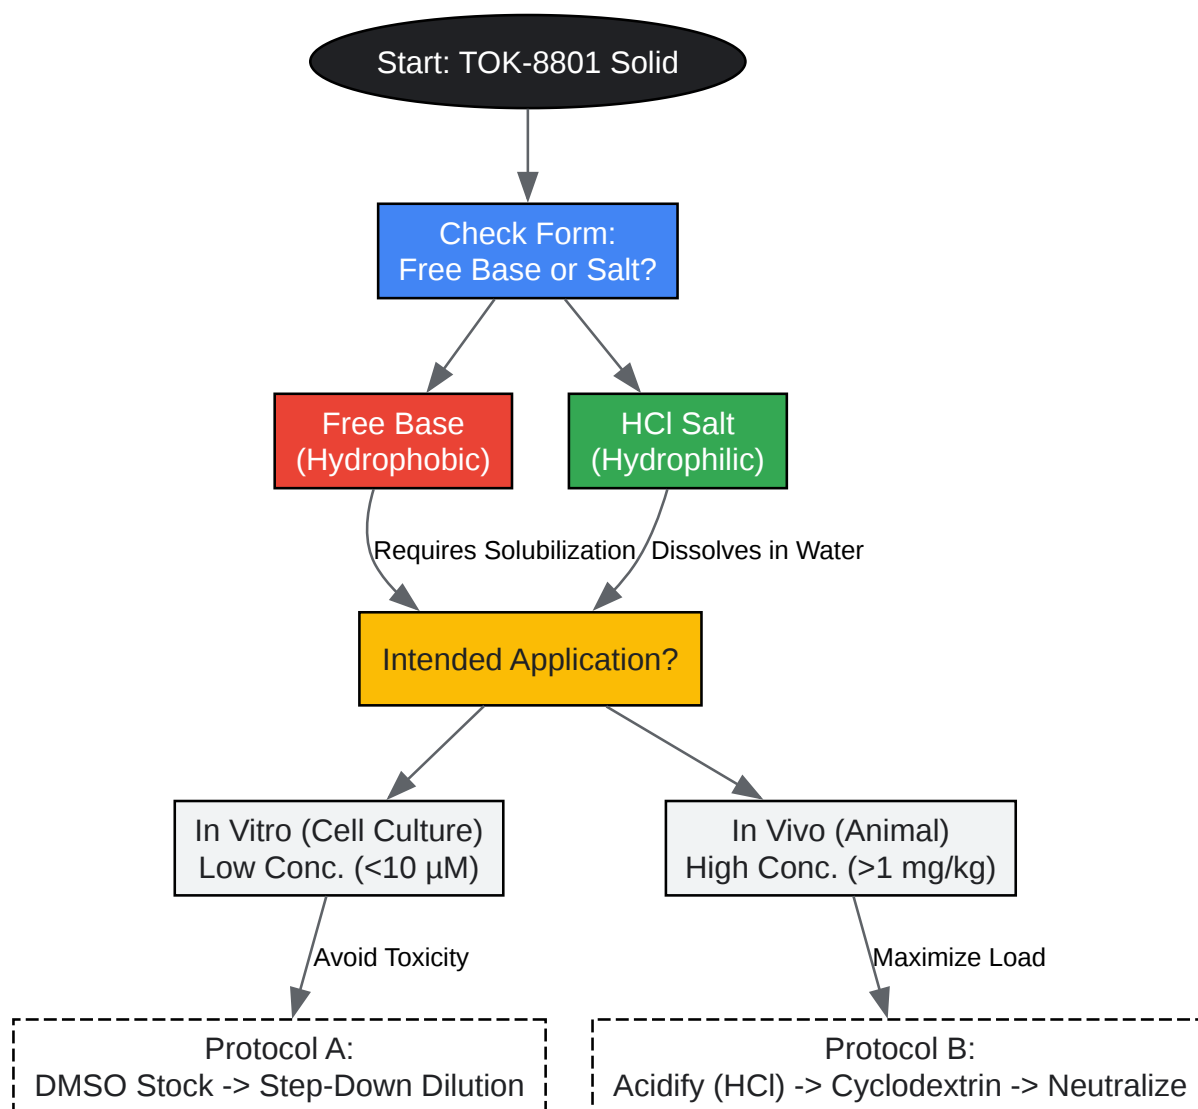 Start: TOK-8801 Solid
Check Form:
Free Base or Salt?
Free Base
(Hydrophobic)
HCl Salt
(Hydrophilic)
Requires Solubilization
Dissolves in Water
Intended Application?
In Vitro (Cell Culture)
Low Conc. (<10 µM)
In Vivo (Animal)
High Conc. (>1 mg/kg)
Avoid Toxicity
Maximize Load
Protocol A:
DMSO Stock -> Step-Down Dilution
Protocol B:
Acidify (HCl) -> Cyclodextrin -> Neutralize